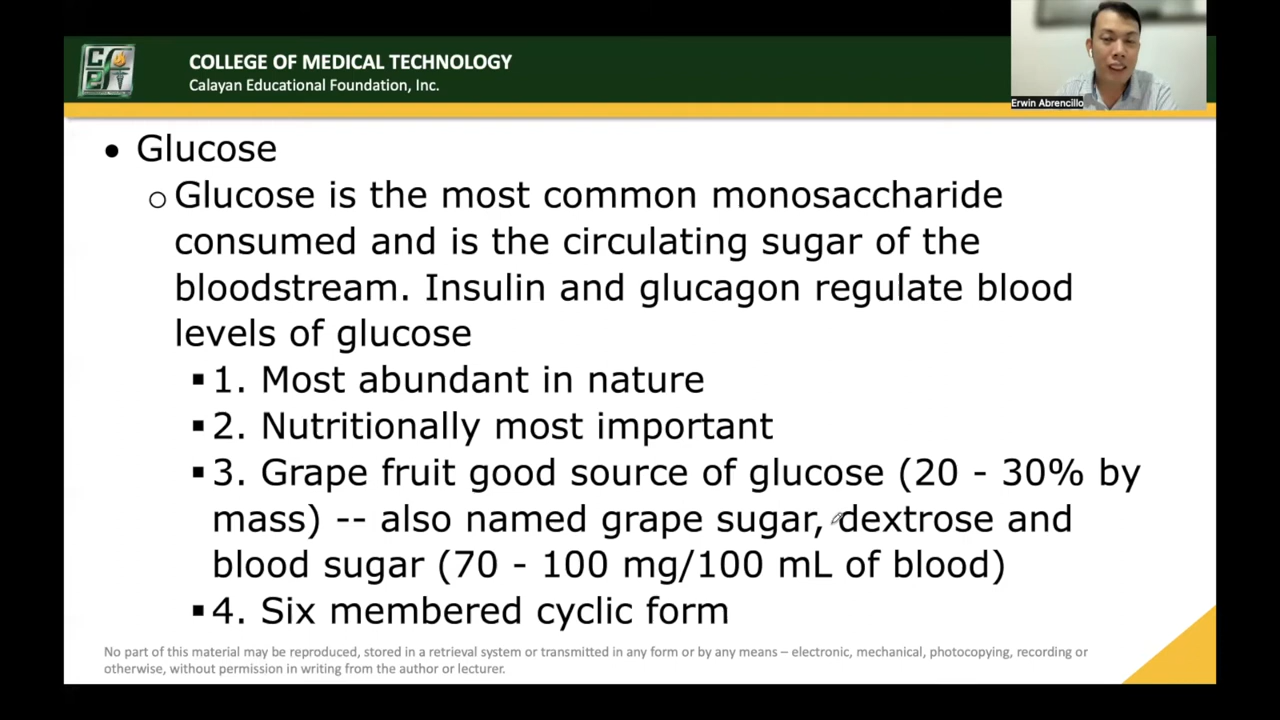 COLLEGE OF MEDICAL TECHNOLOGY
Calayan Educational Foundation, Inc.
Erwin Abrencillo
• Glucose
o Glucose is the most common monosaccharide
consumed and is the circulating sugar of the
bloodstream. Insulin and glucagon regulate blood
levels of glucose
▪ 1. Most abundant in nature
▪ 2. Nutritionally most important
▪ 3. Grape fruit good source of glucose (20 - 30% by
mass) -- also named grape sugar, dextrose and
blood sugar (70 - 100 mg/100 mL of blood)
▪ 4. Six membered cyclic form
No part of this material may be reproduced, stored in a retrieval system or transmitted in any form or by any means – electronic, mechanical, photocopying, recording or
otherwise, without permission in writing from the author or lecturer.